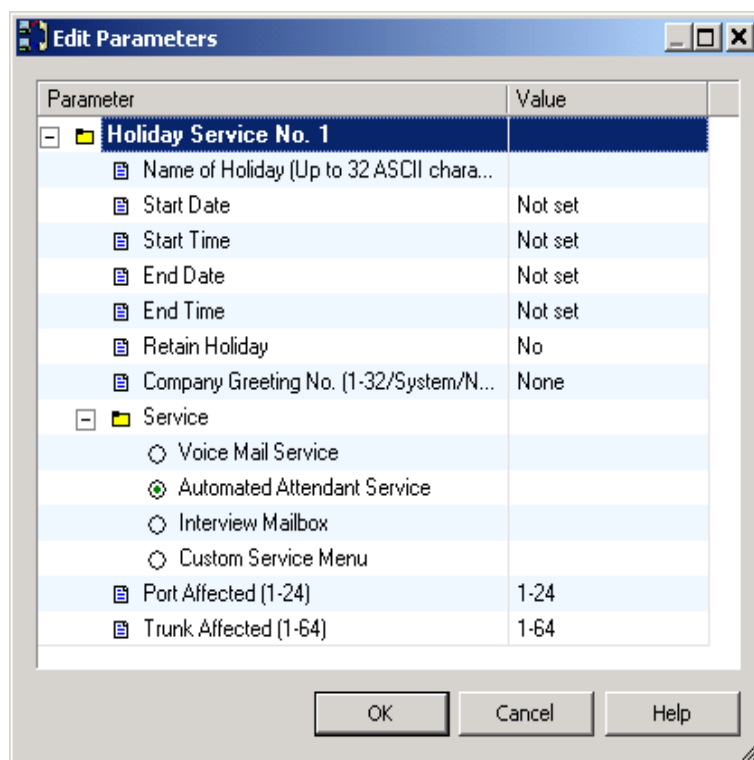 Edit Parameters
Parameter Value
Holiday Service No. 1
Name of Holiday (Up to 32 ASCII chara...
Start Date Not set
Start Time Not set
End Date Not set
End Time Not set
Retain Holiday No
Company Greeting No. (1-32/System/N... None
Service
Voice Mail Service
Automated Attendant Service
Interview Mailbox
Custom Service Menu
Port Affected (1-24) 1-24
Trunk Affected (1-64) 1-64
OK Cancel Help